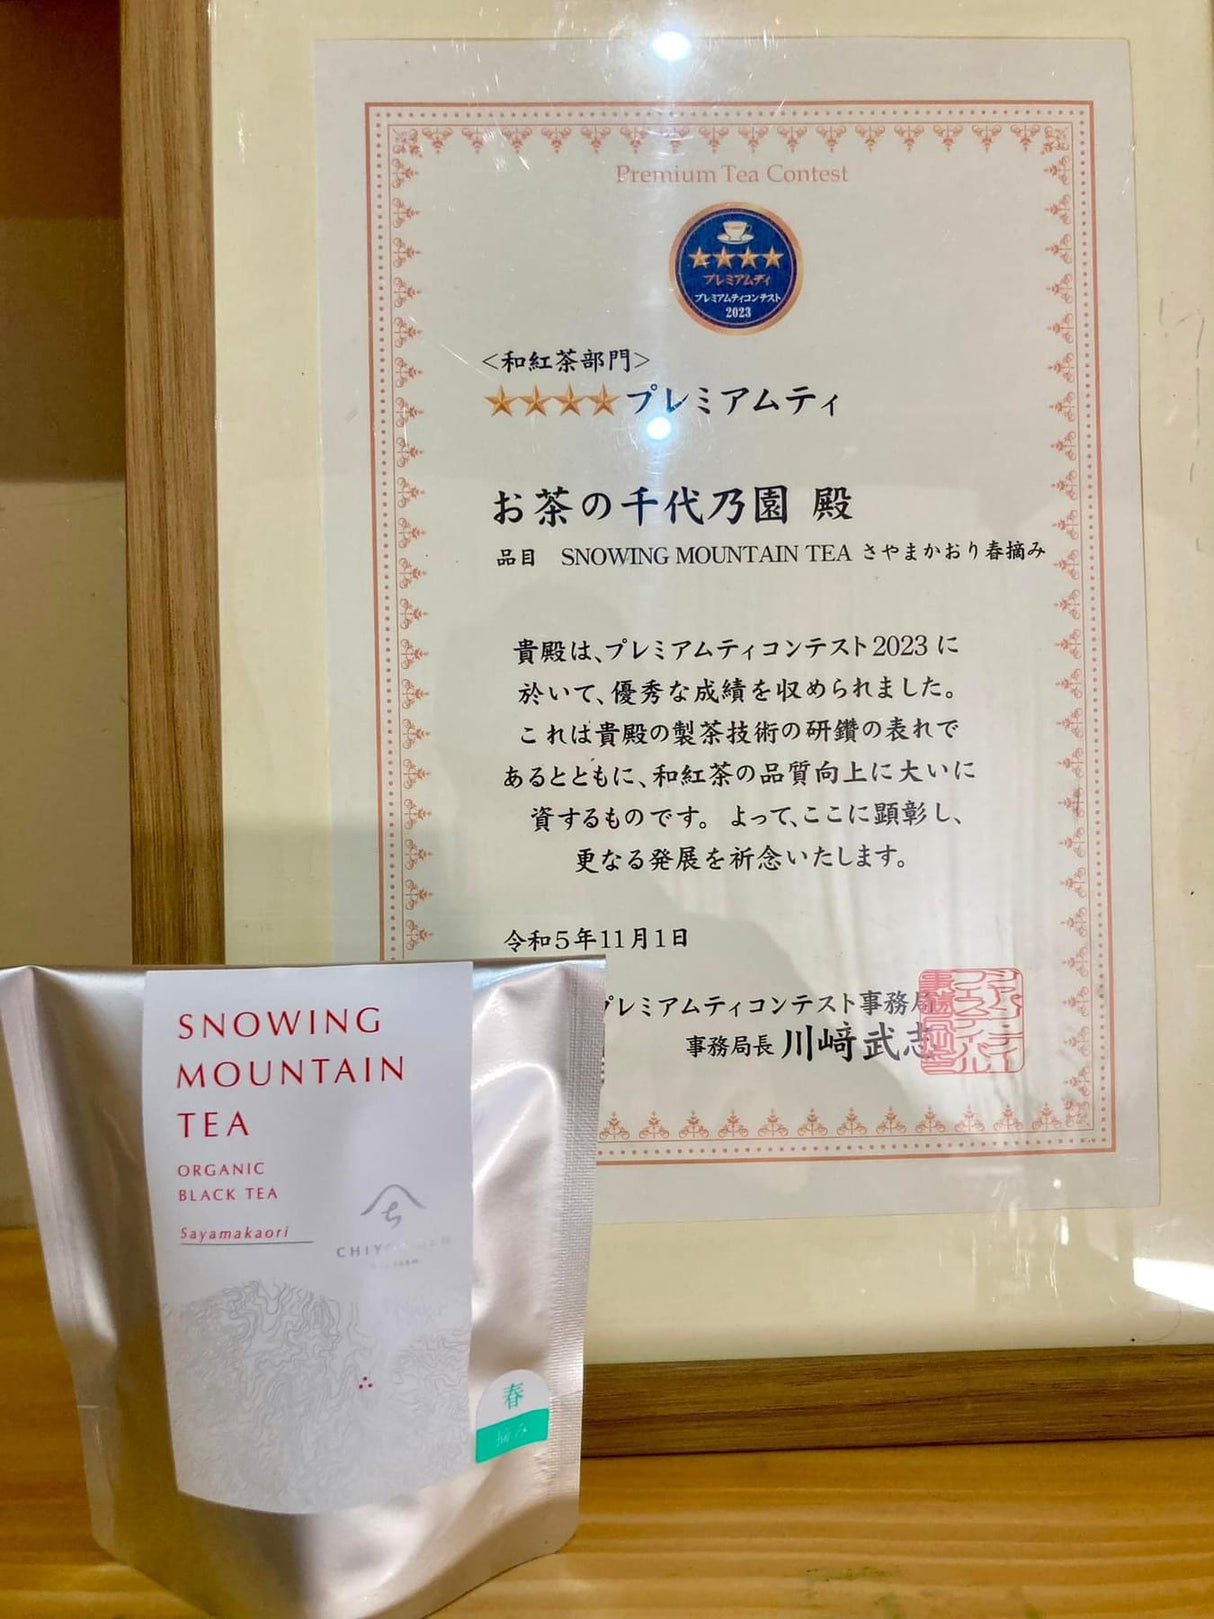 Premium Tea Contest
プレミアムティ
プレミアムティコンテスト
2023
<和紅茶部門>
★★★★プレミアムティ
お茶の千代乃園 殿
品目 SNOWING MOUNTAIN TEA さやまかおり春摘み
貴殿は、プレミアムティコンテスト2023に
於いて、優秀な成績を収められました。
これは貴殿の製茶技術の研鑽の表れで
あるとともに、和紅茶の品質向上に大いに
資するものです。よって、ここに顕彰し、
更なる発展を祈念いたします。
令和5年11月1日
プレミアムティコンテスト事務局
事務局長 川﨑武志
SNOWING
MOUNTAIN
TEA
ORGANIC
BLACK TEA
Sayamakaori
ち
春
摘み